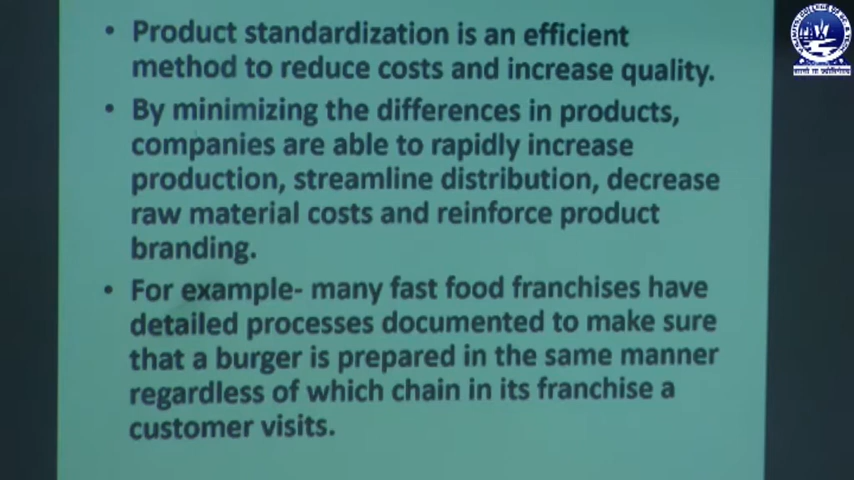 • Product standardization is an efficient
method to reduce costs and increase quality.
• By minimizing the differences in products,
companies are able to rapidly increase
production, streamline distribution, decrease
raw material costs and reinforce product
branding.
• For example- many fast food franchises have
detailed processes documented to make sure
that a burger is prepared in the same manner
regardless of which chain in its franchise a
customer visits.